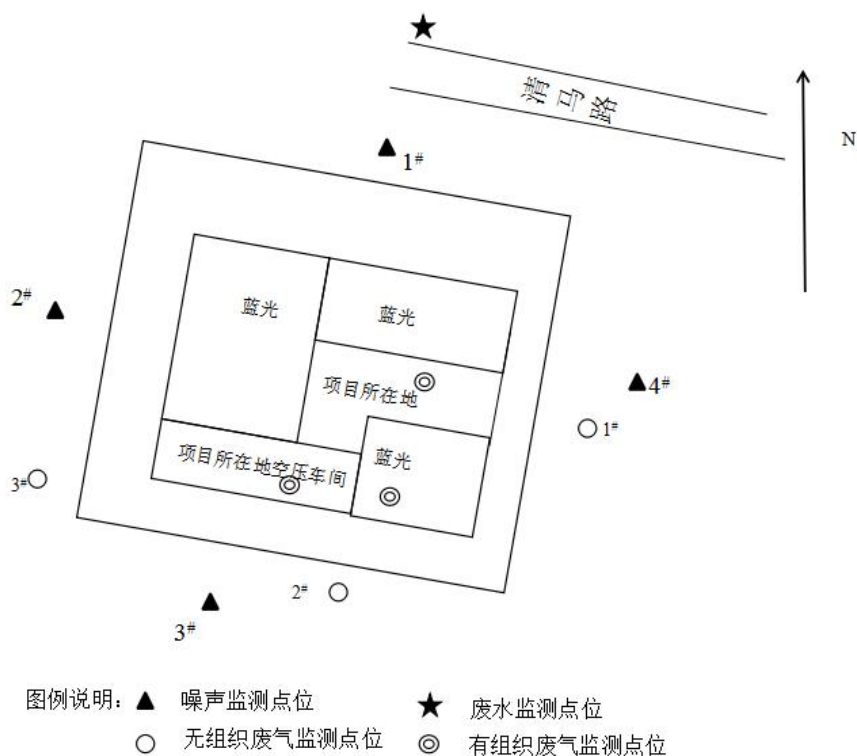 清马路
N
1#
2#
蓝光
蓝光
4#
项目所在地
1#
蓝光
项目所在地空压车间
3#
2#
3#
图例说明：
噪声监测点位
废水监测点位
无组织废气监测点位
有组织废气监测点位